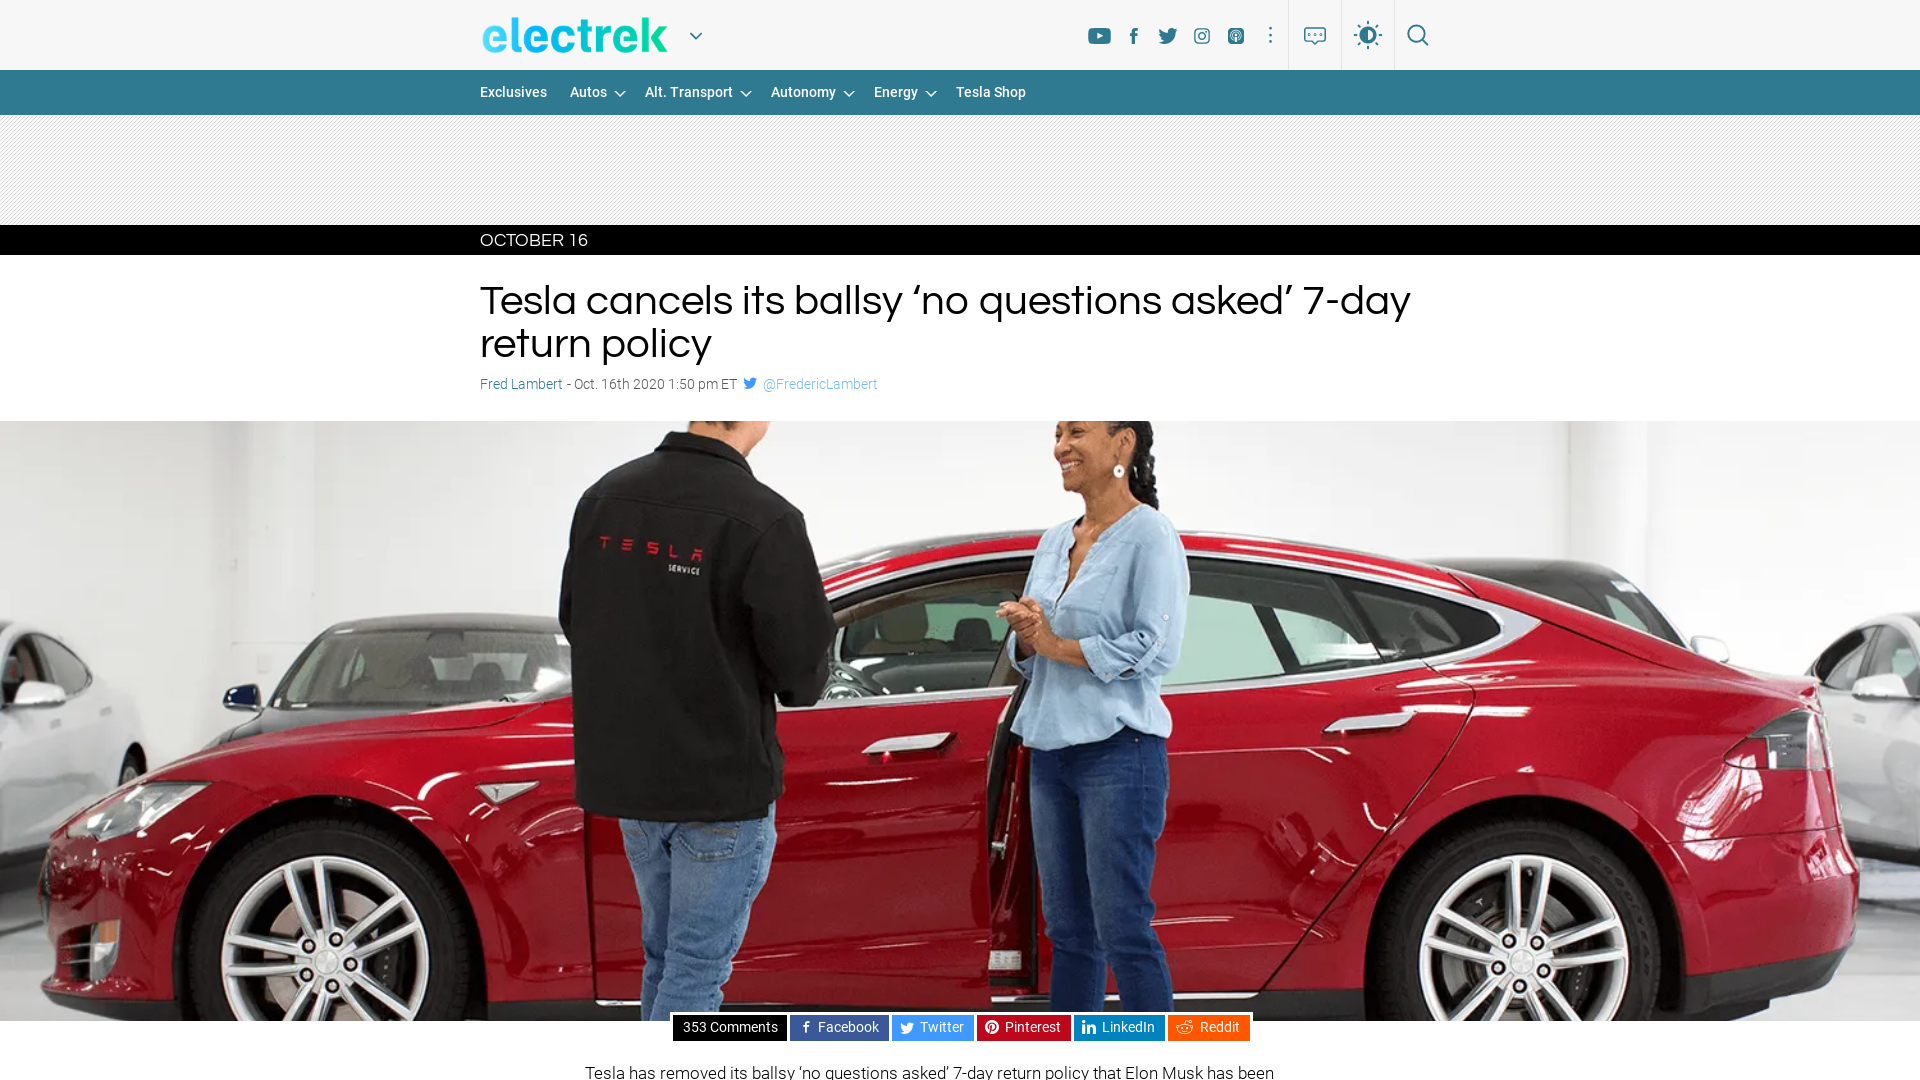 electrek
Exclusives Autos Alt. Transport Autonomy Energy Tesla Shop
OCTOBER 16
Tesla cancels its ballsy ‘no questions asked’ 7-day
return policy
Fred Lambert - Oct. 16th 2020 1:50 pm ET @FredericLambert
TESLA
SERVICE
353 Comments Facebook Twitter Pinterest LinkedIn Reddit
Tesla has removed its ballsy ‘no questions asked’ 7-day return policy that Elon Musk has been